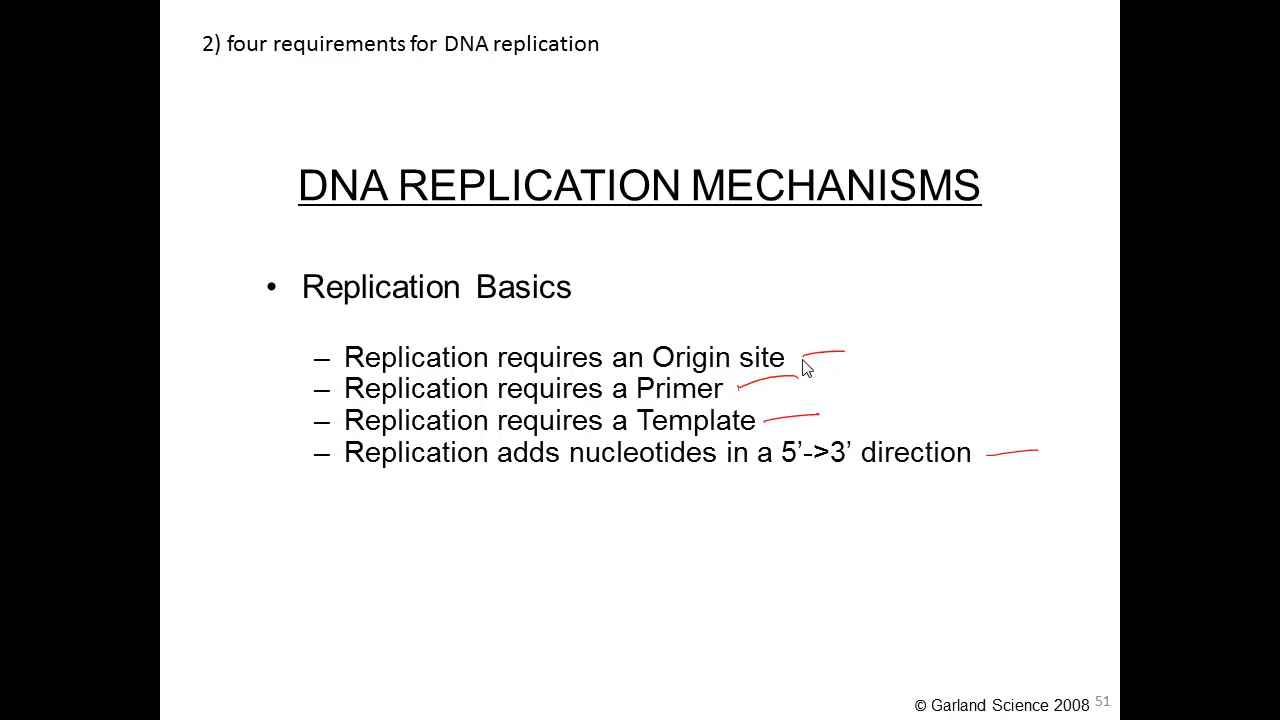 2) four requirements for DNA replication
DNA REPLICATION MECHANISMS
• Replication Basics
– Replication requires an Origin site
– Replication requires a Primer
– Replication requires a Template
– Replication adds nucleotides in a 5’->3’ direction
© Garland Science 2008 51